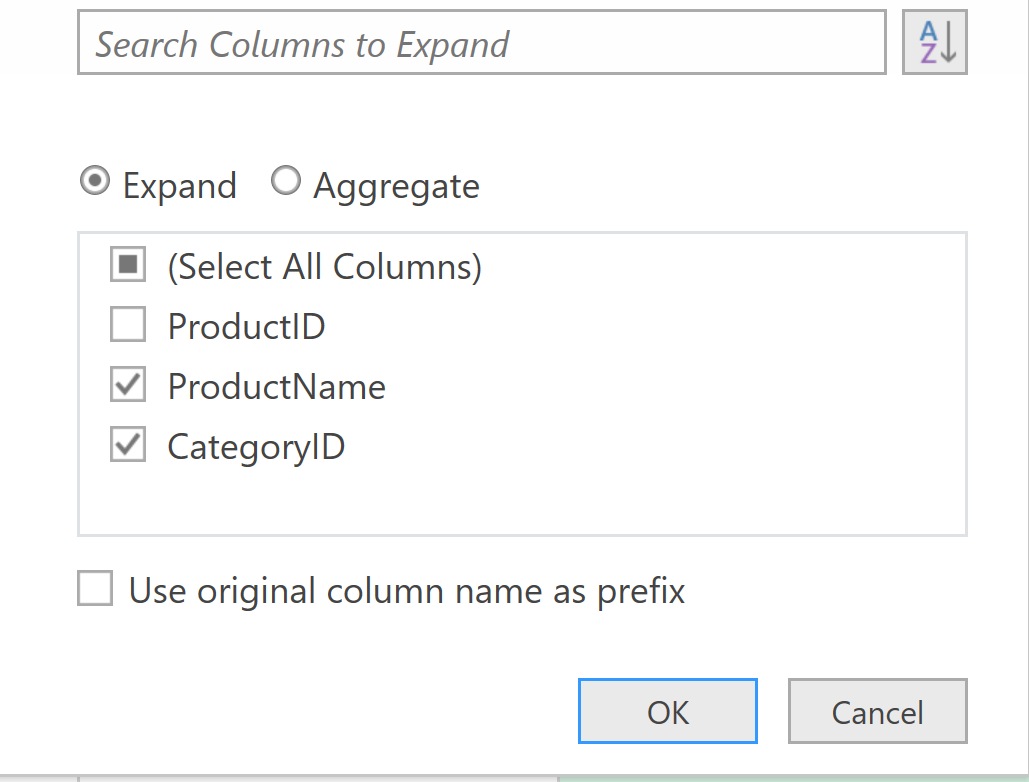 Search Columns to Expand
A
Z
Expand Aggregate
(Select All Columns)
ProductID
ProductName
CategoryID
Use original column name as prefix
OK Cancel